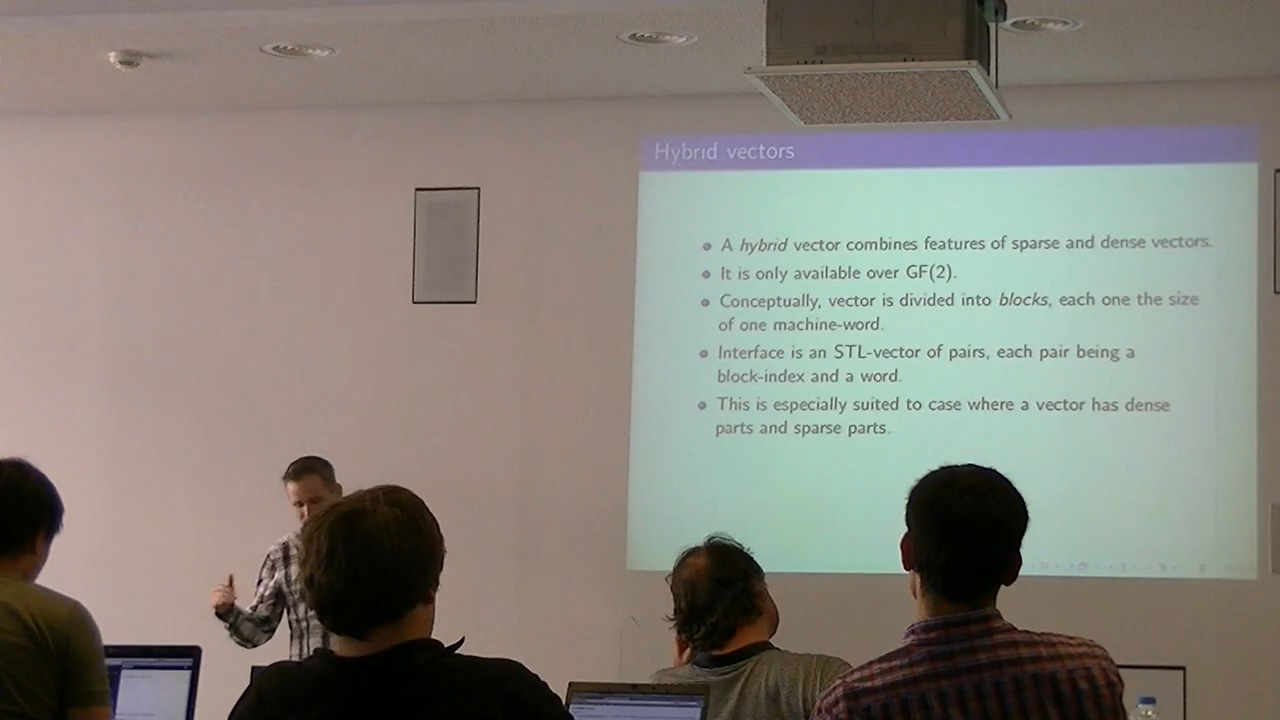 Hybrid vectors
A hybrid vector combines features of sparse and dense vectors.
It is only available over GF(2).
Conceptually, vector is divided into blocks, each one the size
of one machine-word.
Interface is an STL-vector of pairs, each pair being a
block-index and a word.
This is especially suited to case where a vector has dense
parts and sparse parts.